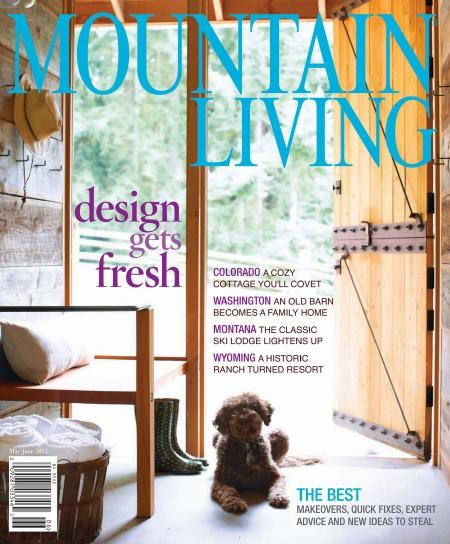 MOUNTAIN
LIVING
design
gets
fresh
COLORADO A COZY
COTTAGE YOU'LL COVET
WASHINGTON AN OLD BARN
BECOMES A FAMILY HOME
MONTANA THE CLASSIC
SKI LODGE LIGHTENS UP
WYOMING A HISTORIC
RANCH TURNED RESORT
May/June 2012
THE BEST
MAKEOVERS, QUICK FIXES, EXPERT
ADVICE AND NEW IDEAS TO STEAL